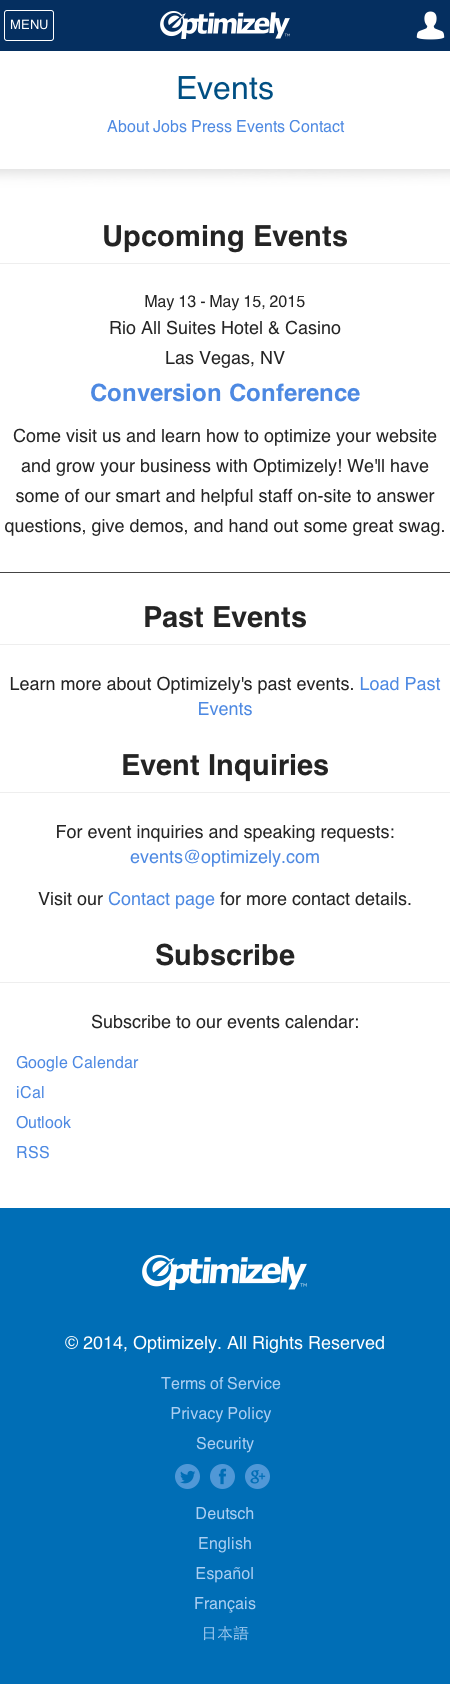 MENU
Optimizely
Events
About Jobs Press Events Contact
Upcoming Events
May 13 - May 15, 2015
Rio All Suites Hotel & Casino
Las Vegas, NV
Conversion Conference
Come visit us and learn how to optimize your website
and grow your business with Optimizely! We'll have
some of our smart and helpful staff on-site to answer
questions, give demos, and hand out some great swag.
Past Events
Learn more about Optimizely's past events. Load Past
Events
Event Inquiries
For event inquiries and speaking requests:
events@optimizely.com
Visit our Contact page for more contact details.
Subscribe
Subscribe to our events calendar:
Google Calendar
iCal
Outlook
RSS
Optimizely
© 2014, Optimizely. All Rights Reserved
Terms of Service
Privacy Policy
Security
Deutsch
English
Español
Français
日本語